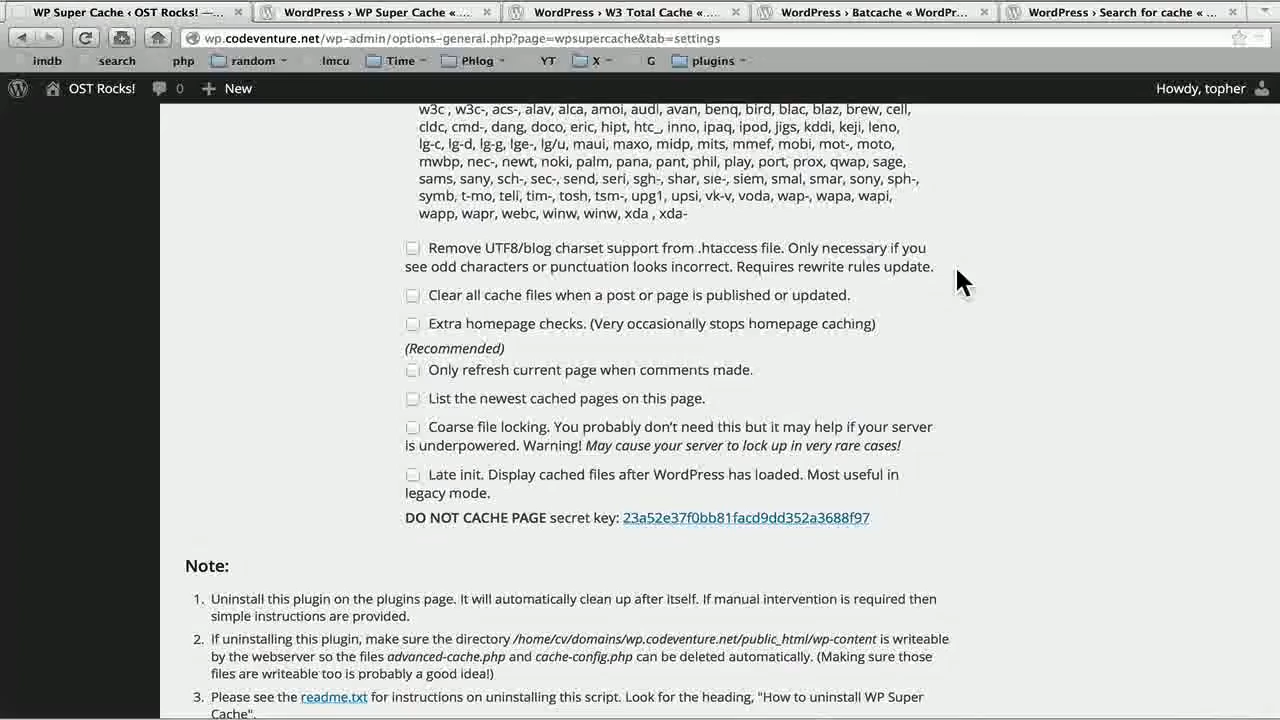 WP Super Cache ‹ OST Rocks! —...
WordPress › WP Super Cache « ...
WordPress › W3 Total Cache « ...
WordPress › Batcache « WordPr...
WordPress › Search for cache « ...
wp.codeventure.net/wp-admin/options-general.php?page=wpsupercache&tab=settings
imdb search php random lmcu Time Phlog YT X G plugins
OST Rocks! 0 New Howdy, topher
w3c , w3c-, acs-, alav, alca, amoi, audi, avan, benq, bird, blac, blaz, brew, cell,
cldc, cmd-, dang, doco, eric, hipt, htc_, inno, ipaq, ipod, jigs, kddi, keji, leno,
lg-c, lg-d, lg-g, lge-, lg/u, maui, maxo, midp, mits, mmef, mobi, mot-, moto,
mwbp, nec-, newt, noki, palm, pana, pant, phil, play, port, prox, qwap, sage,
sams, sany, sch-, sec-, send, seri, sgh-, shar, sie-, siem, smal, smar, sony, sph-,
symb, t-mo, teli, tim-, tosh, tsm-, upg1, upsi, vk-v, voda, wap-, wapa, wapi,
wapp, wapr, webc, winw, winw, xda , xda-
Remove UTF8/blog charset support from .htaccess file. Only necessary if you
see odd characters or punctuation looks incorrect. Requires rewrite rules update.
Clear all cache files when a post or page is published or updated.
Extra homepage checks. (Very occasionally stops homepage caching)
(Recommended)
Only refresh current page when comments made.
List the newest cached pages on this page.
Coarse file locking. You probably don't need this but it may help if your server
is underpowered. Warning! May cause your server to lock up in very rare cases!
Late init. Display cached files after WordPress has loaded. Most useful in
legacy mode.
DO NOT CACHE PAGE secret key: 23a52e37f0bb81facd9dd352a3688f97
Note:
1. Uninstall this plugin on the plugins page. It will automatically clean up after itself. If manual intervention is required then
simple instructions are provided.
2. If uninstalling this plugin, make sure the directory /home/cv/domains/wp.codeventure.net/public_html/wp-content is writeable
by the webserver so the files advanced-cache.php and cache-config.php can be deleted automatically. (Making sure those
files are writeable too is probably a good idea!)
3. Please see the readme.txt for instructions on uninstalling this script. Look for the heading, "How to uninstall WP Super
Cache".